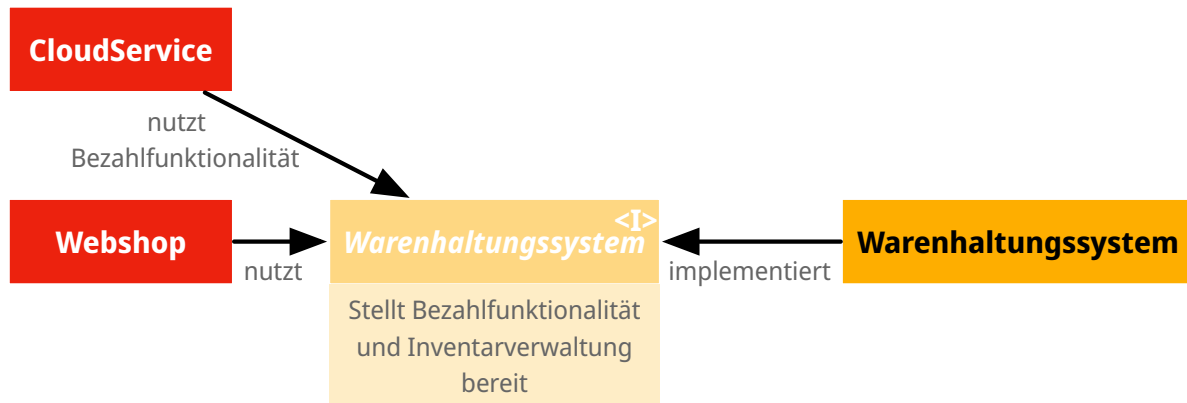 CloudService
nutzt
Bezahlfunktionalität
Webshop
nutzt
<I>
Warenhaltungssystem
implementiert
Warenhaltungssystem
Stellt Bezahlfunktionalität
und Inventarverwaltung
bereit